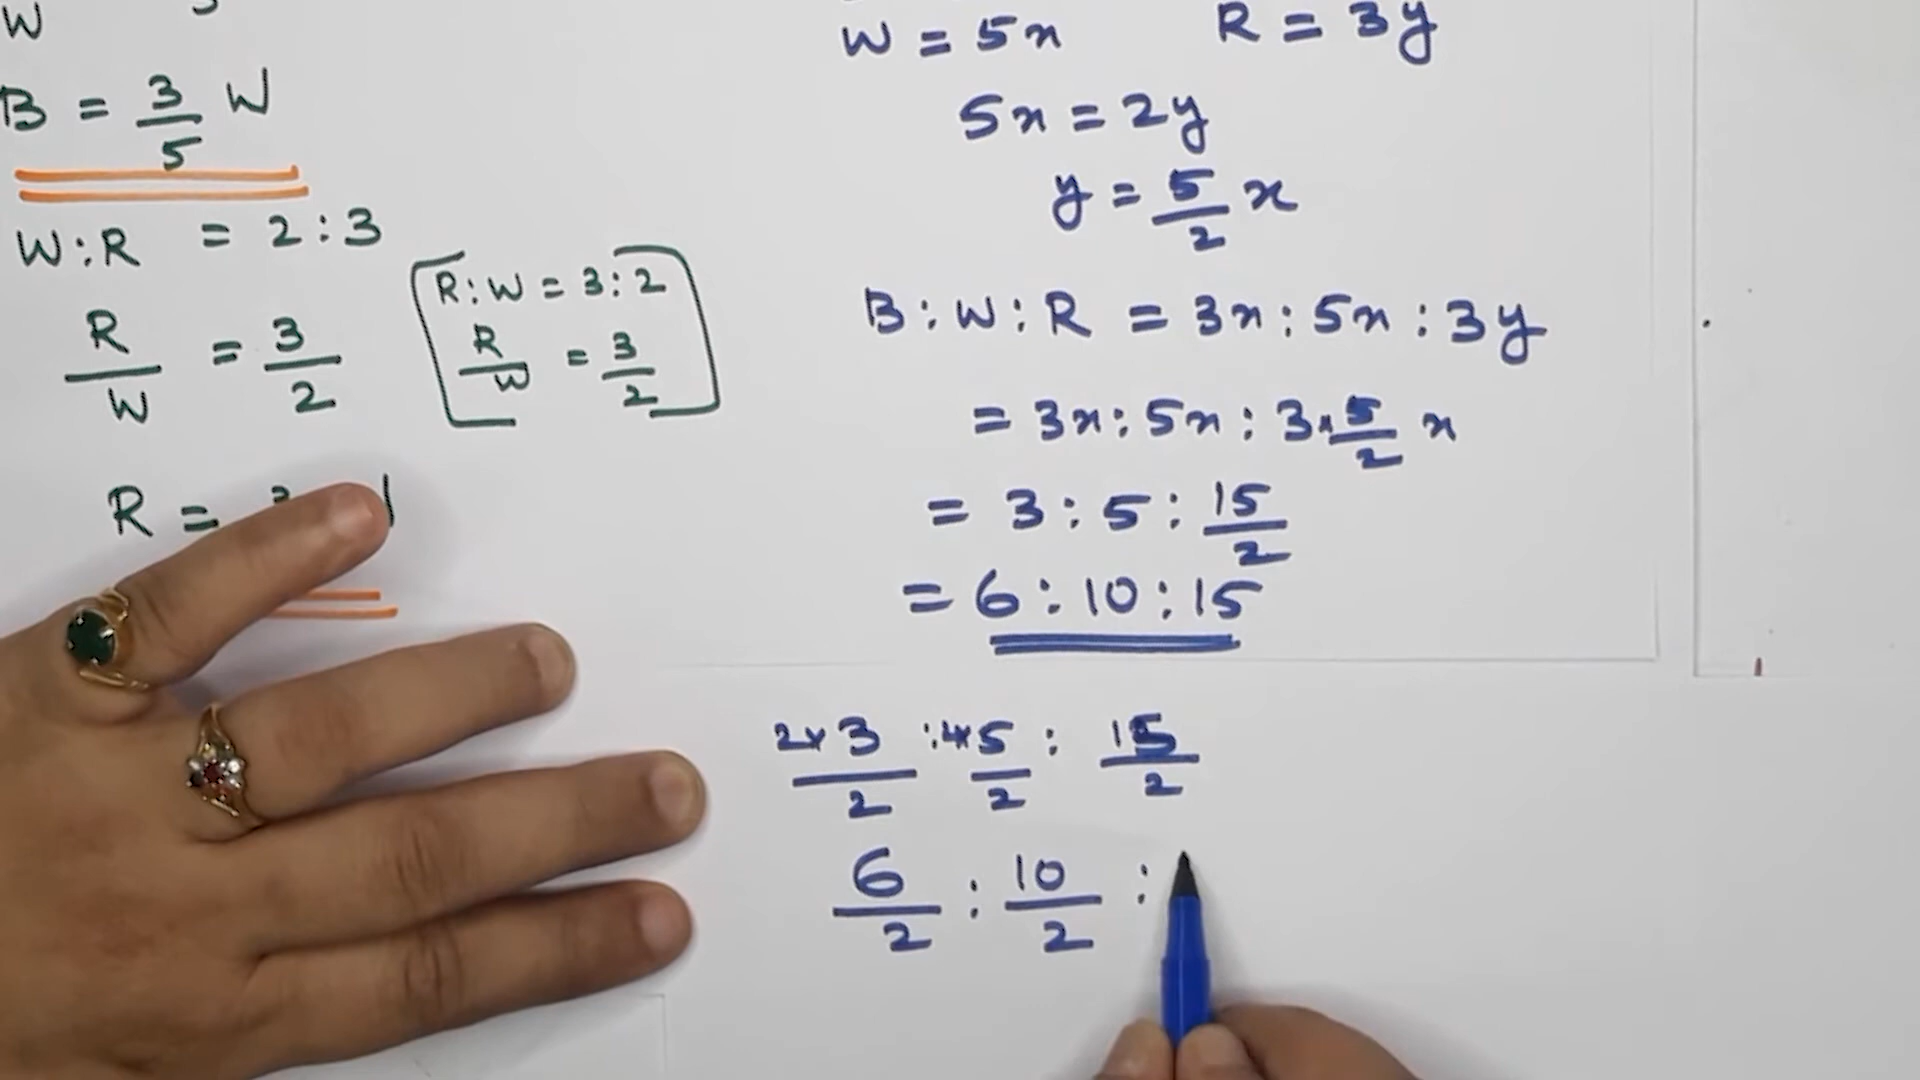 W
B = 3/5 W
W:R = 2:3
R/W = 3/2
[R:W = 3:2
R/W = 3/2]
R =
W = 5x R = 3y
5x = 2y
y = 5/2 x
B:W:R = 3x:5x:3y
= 3x:5x:3×5/2 x
= 3:5:15/2
= 6:10:15
2×3/2 : 5/2 : 15/2
6/2 : 10/2 :